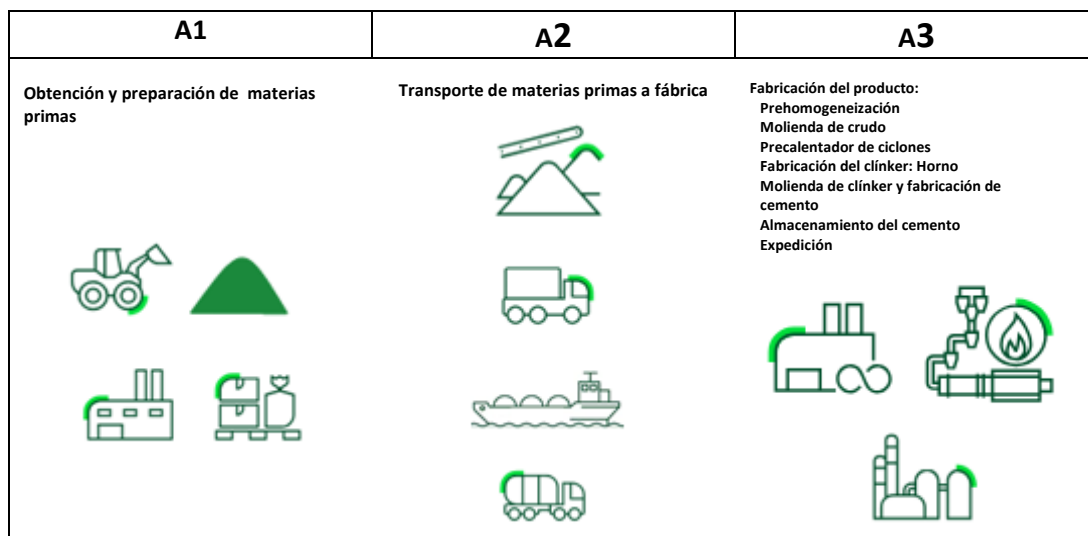 A1
A2
A3
Obtención y preparación de materias
primas
Transporte de materias primas a fábrica
Fabricación del producto:
Prehomogeneización
Molienda de crudo
Precalentador de ciclones
Fabricación del clínker: Horno
Molienda de clínker y fabricación de
cemento
Almacenamiento del cemento
Expedición